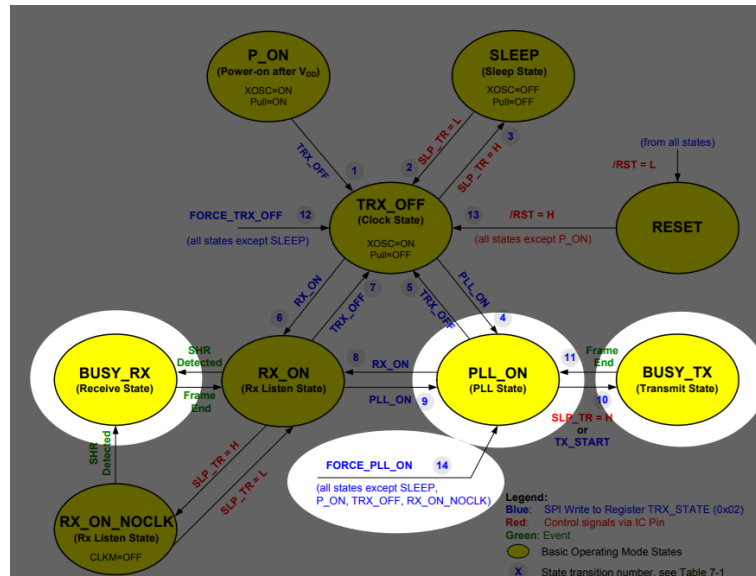 P_ON
(Power-on after VDD)
XOSC=ON
Pull=ON
SLEEP
(Sleep State)
XOSC=OFF
Pull=OFF
TRX_OFF
1
2
SLP_TR = L
SLP_TR = H
3
(from all states)
/RST = L
FORCE_TRX_OFF
12
(all states except SLEEP)
TRX_OFF
(Clock State)
XOSC=ON
Pull=OFF
13
/RST = H
(all states except P_ON)
RESET
6
RX_ON
7
TRX_OFF
5
TRX_OFF
PLL_ON
4
BUSY_RX
(Receive State)
SHR
Detected
Frame
End
RX_ON
(Rx Listen State)
8
RX_ON
PLL_ON
9
PLL_ON
(PLL State)
11
Frame
End
10
SLP_TR = H
or
TX_START
BUSY_TX
(Transmit State)
SHR
Detected
SLP_TR = H
SLP_TR = L
FORCE_PLL_ON
14
(all states except SLEEP,
P_ON, TRX_OFF, RX_ON_NOCLK)
RX_ON_NOCLK
(Rx Listen State)
CLKM=OFF
Legend:
Blue: SPI Write to Register TRX_STATE (0x02)
Red: Control signals via IC Pin
Green: Event
Basic Operating Mode States
X State transition number, see Table 7-1